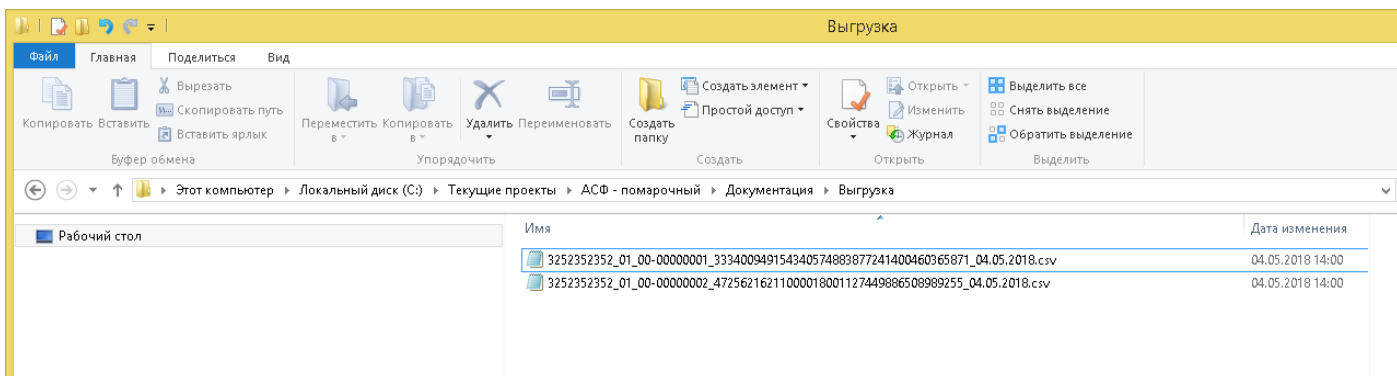 Выгрузка
Файл Главная Поделиться Вид
Копировать Вставить Вырезать Скопировать путь Вставить ярлык
Переместить в Копировать в Удалить Переименовать
Создать папку Создать элемент Простой доступ
Свойства Открыть Изменить Журнал
Выделить все Снять выделение Обратить выделение
Буфер обмена Упорядочить Создать Открыть Выделить
Этот компьютер Локальный диск (C:) Текущие проекты АСФ - помарочный Документация Выгрузка
Рабочий стол
Имя Дата изменения
3252352352_01_00-00000001_333400949154340574883877241400460365871_04.05.2018.csv 04.05.2018 14:00
3252352352_01_00-00000002_47256216211000018001127449886508989255_04.05.2018.csv 04.05.2018 14:00